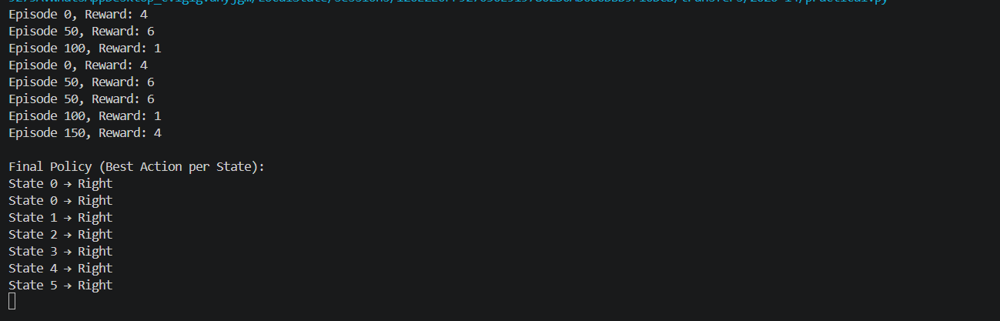 Episode 0, Reward: 4
Episode 50, Reward: 6
Episode 100, Reward: 1
Episode 0, Reward: 4
Episode 50, Reward: 6
Episode 50, Reward: 6
Episode 100, Reward: 1
Episode 150, Reward: 4
Final Policy (Best Action per State):
State 0 → Right
State 0 → Right
State 1 → Right
State 2 → Right
State 3 → Right
State 4 → Right
State 5 → Right